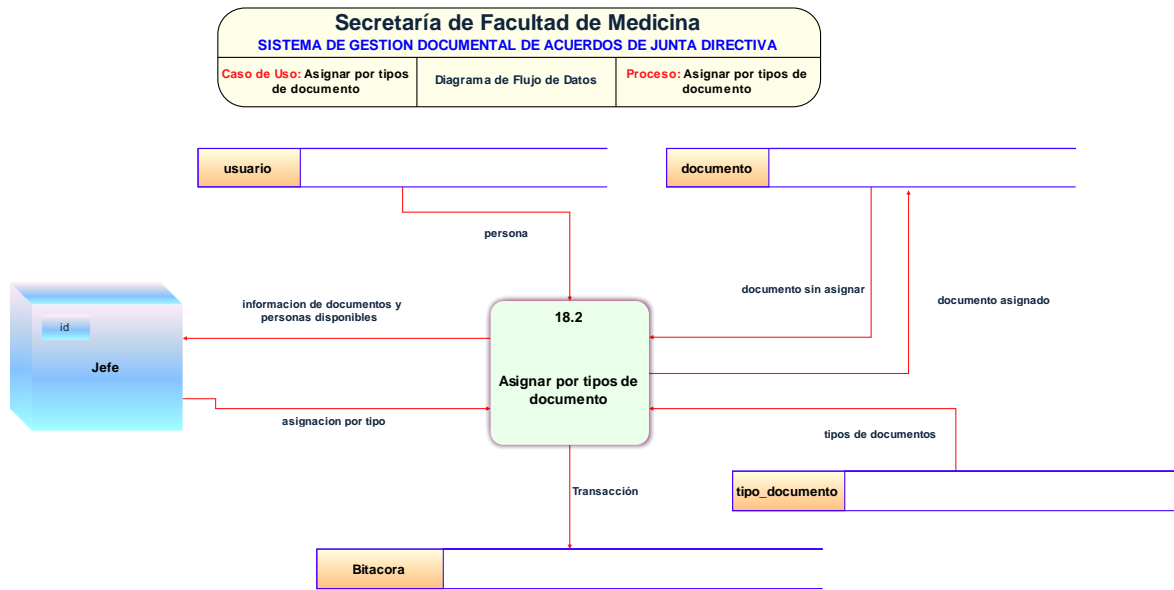 Secretaría de Facultad de Medicina
SISTEMA DE GESTION DOCUMENTAL DE ACUERDOS DE JUNTA DIRECTIVA
Caso de Uso: Asignar por tipos
de documento
Diagrama de Flujo de Datos
Proceso: Asignar por tipos de
documento
usuario
documento
persona
documento sin asignar
documento asignado
informacion de documentos y
personas disponibles
id
Jefe
18.2
Asignar por tipos de
documento
asignacion por tipo
tipos de documentos
tipo_documento
Transacción
Bitacora